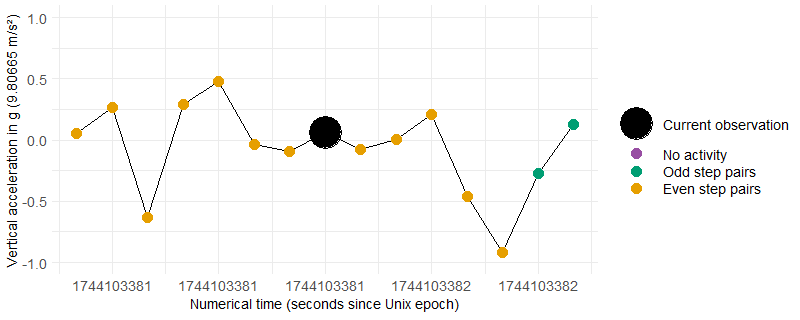 Vertical acceleration in g (9.80665 m/s²)
1.0
0.5
0.0
-0.5
-1.0
1744103381 1744103381 1744103381 1744103382 1744103382
Numerical time (seconds since Unix epoch)
Current observation
No activity
Odd step pairs
Even step pairs